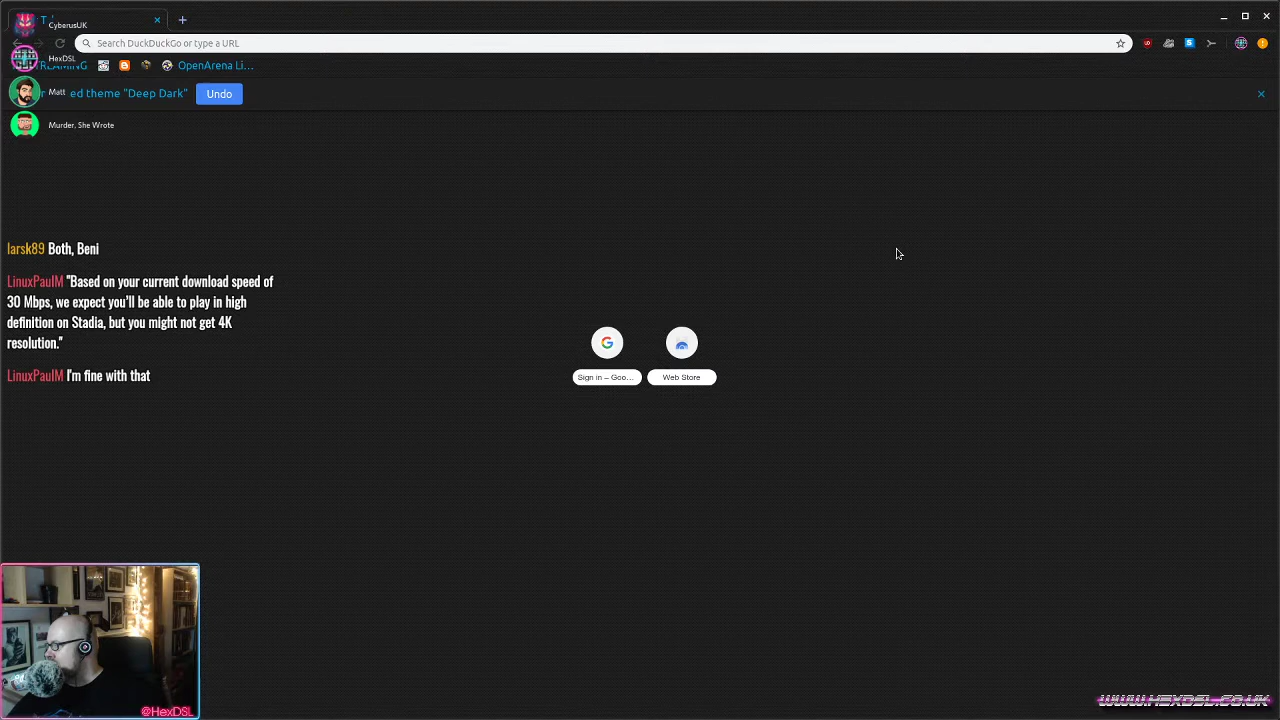 CyberusUK
Search DuckDuckGo or type a URL
HexDSL
OpenArena Li...
Matt
ed theme "Deep Dark"
Undo
Murder, She Wrote
larsk89 Both, Beni
LinuxPaulM "Based on your current download speed of
30 Mbps, we expect you'll be able to play in high
definition on Stadia, but you might not get 4K
resolution."
LinuxPaulM I'm fine with that
Sign in – Goo...
Web Store
@HexDSL
WWW.HEXDSL.CO.UK